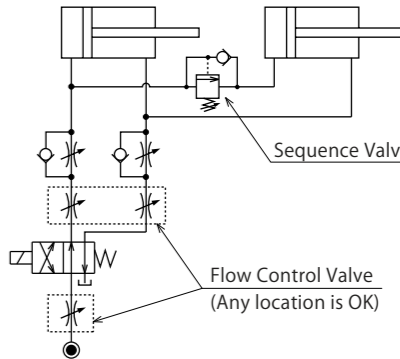 Sequence Valv
Flow Control Valve
(Any location is OK)